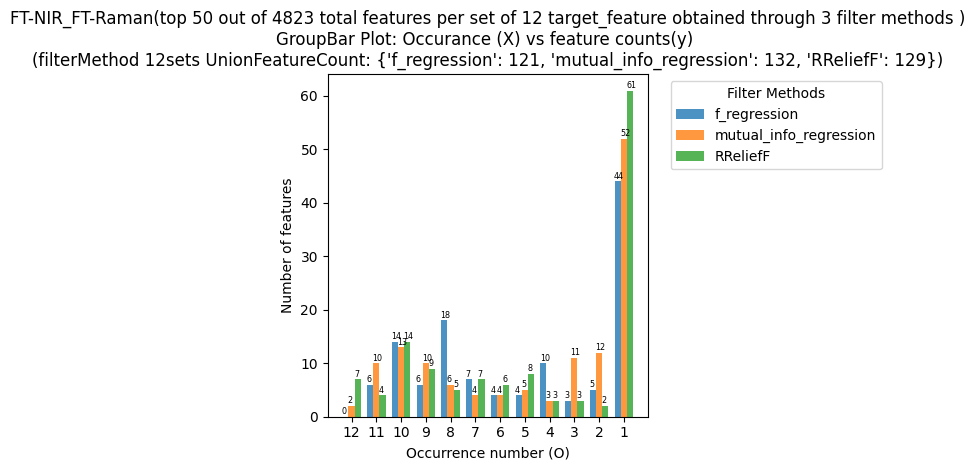 FT-NIR_FT-Raman(top 50 out of 4823 total features per set of 12 target_feature obtained through 3 filter methods )
GroupBar Plot: Occurance (X) vs feature counts(y)
(filterMethod 12sets UnionFeatureCount: {'f_regression': 121, 'mutual_info_regression': 132, 'RReliefF': 129})
Filter Methods
f_regression
mutual_info_regression
RReliefF
Number of features
60
50
40
30
20
10
0
0 2 7
6 10 4
14 13 14
6 10 9
18 6 5
7 4 7
4 4 6
4 5 8
10 3 3
3 11 3
5 12 2
44 52 61
12 11 10 9 8 7 6 5 4 3 2 1
Occurrence number (O)